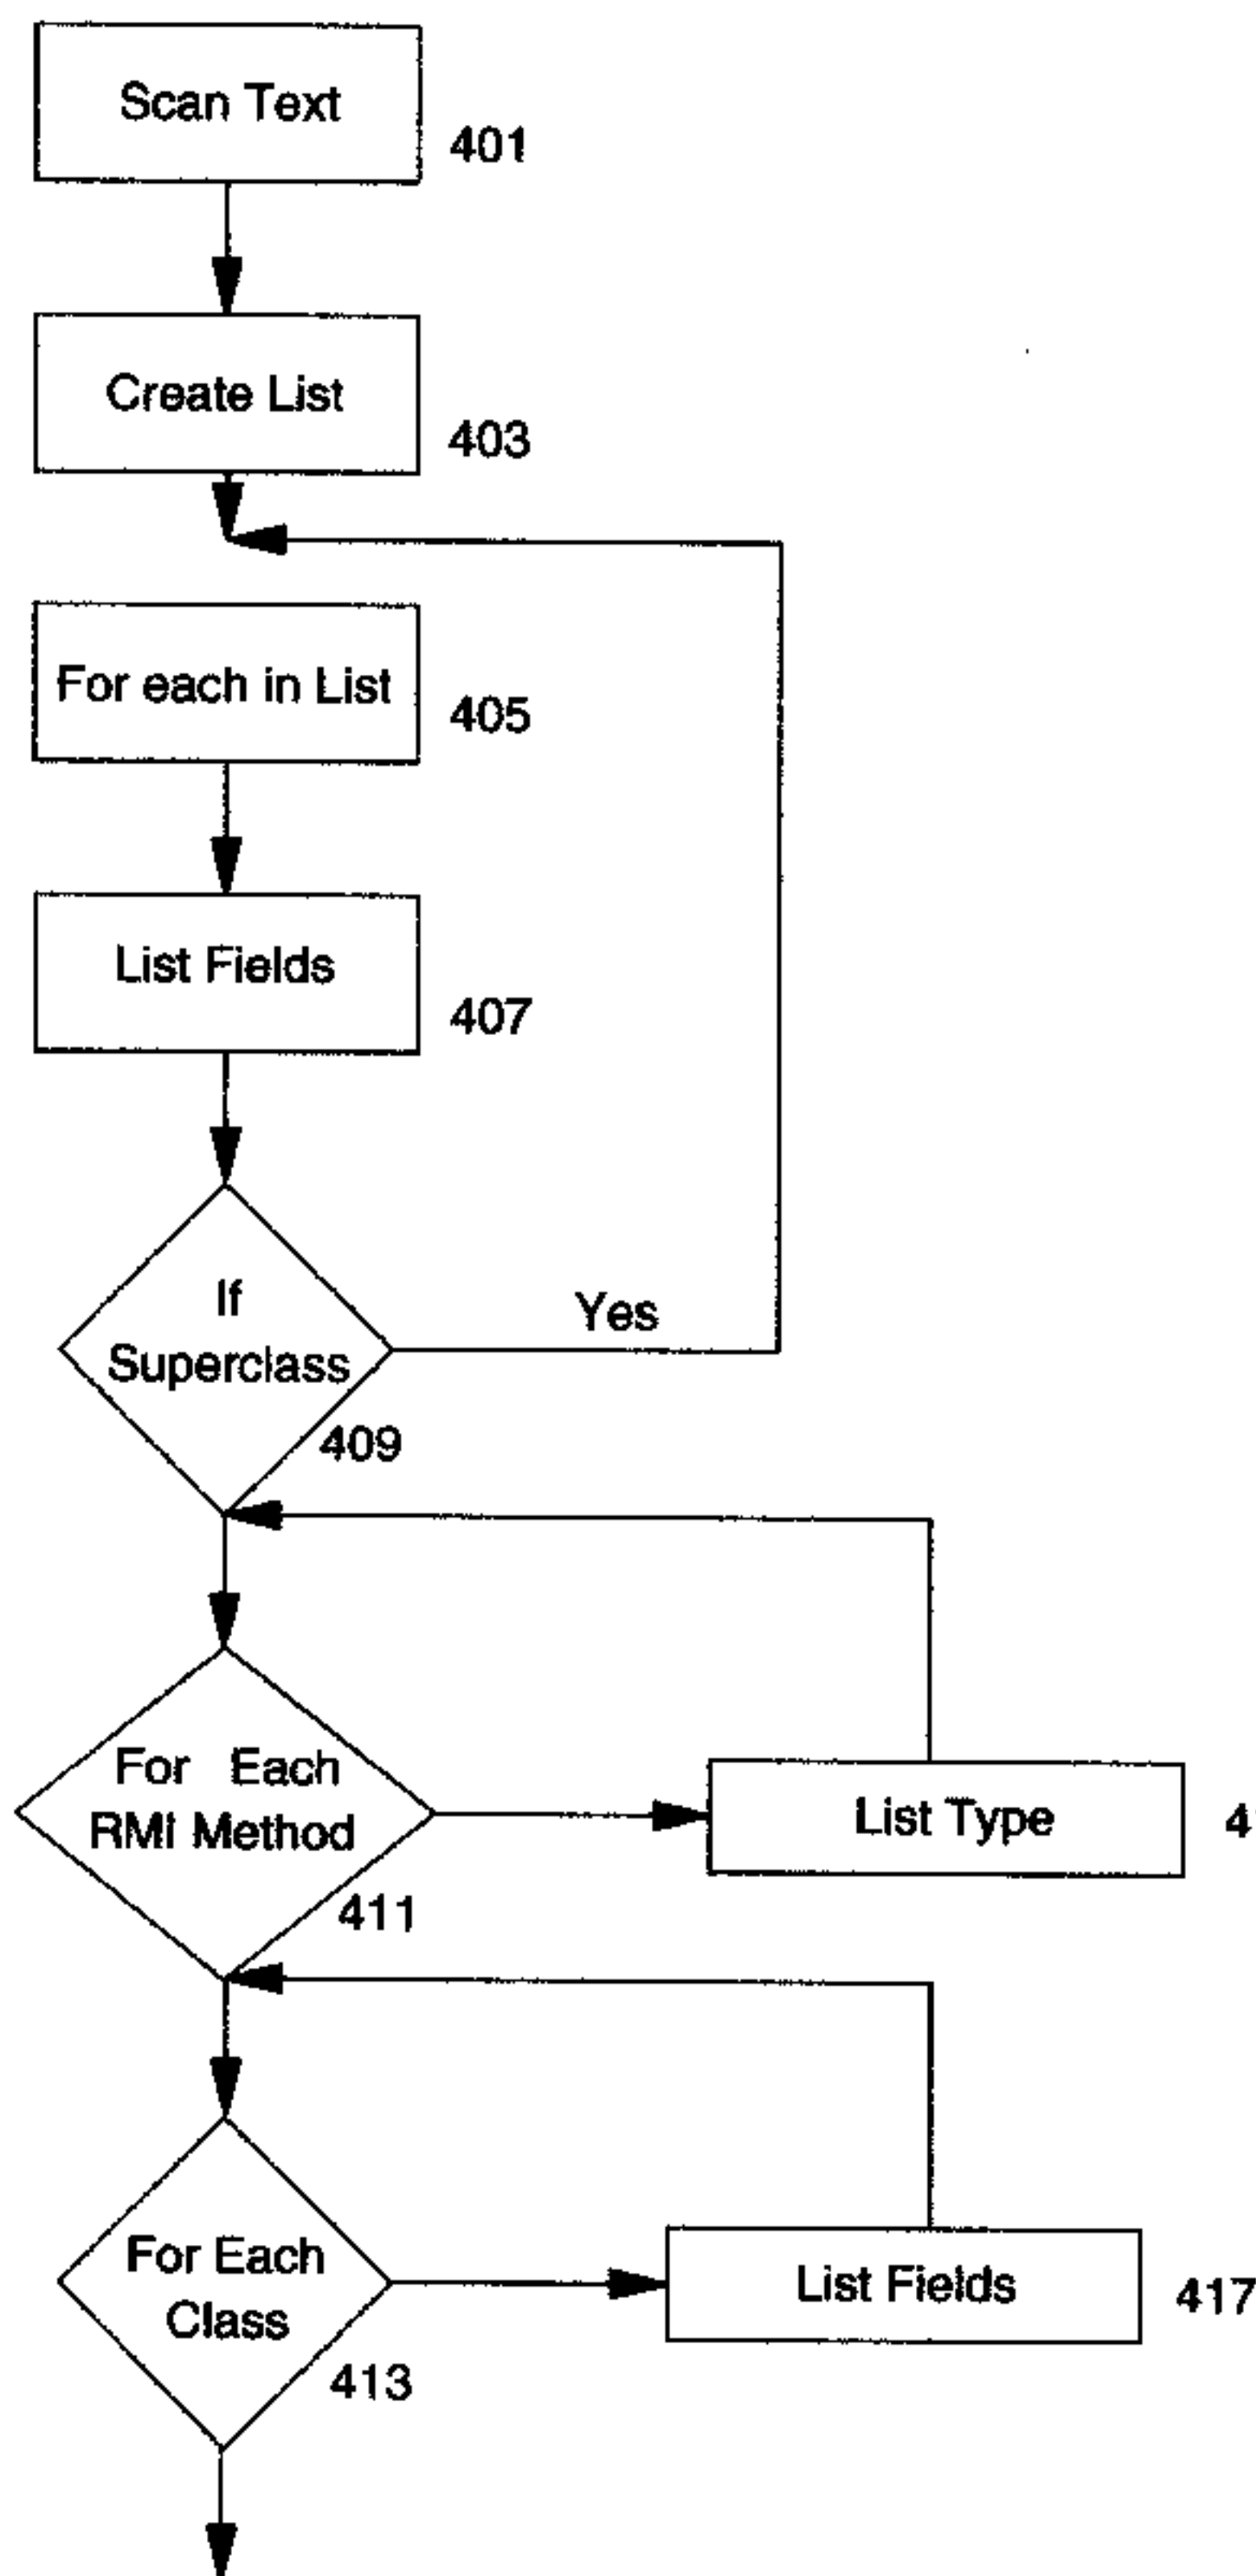 Scan Text
401
Create List
403
For each in List
405
List Fields
407
If
Superclass
Yes
409
For Each
RMI Method
411
List Type
For Each
Class
413
List Fields
417